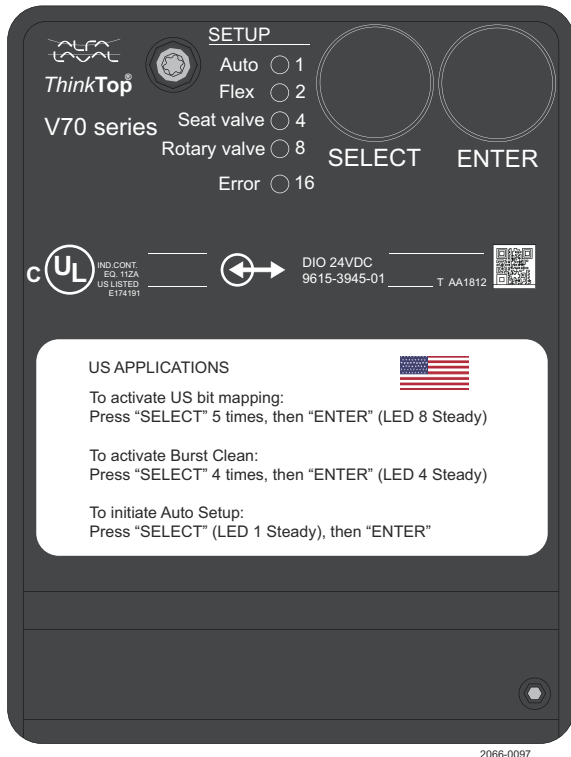 ALFA
LAVAL
ThinkTop®
V70 series
SETUP
Auto 1
Flex 2
Seat valve 4
Rotary valve 8
Error 16
SELECT ENTER
C UL
IND.CONT.
EQ. 11ZA
US LISTED
E174191
DIO 24VDC
9615-3945-01
T AA1812
US APPLICATIONS
To activate US bit mapping:
Press “SELECT” 5 times, then “ENTER” (LED 8 Steady)
To activate Burst Clean:
Press “SELECT” 4 times, then “ENTER” (LED 4 Steady)
To initiate Auto Setup:
Press “SELECT” (LED 1 Steady), then “ENTER”
2066-0097